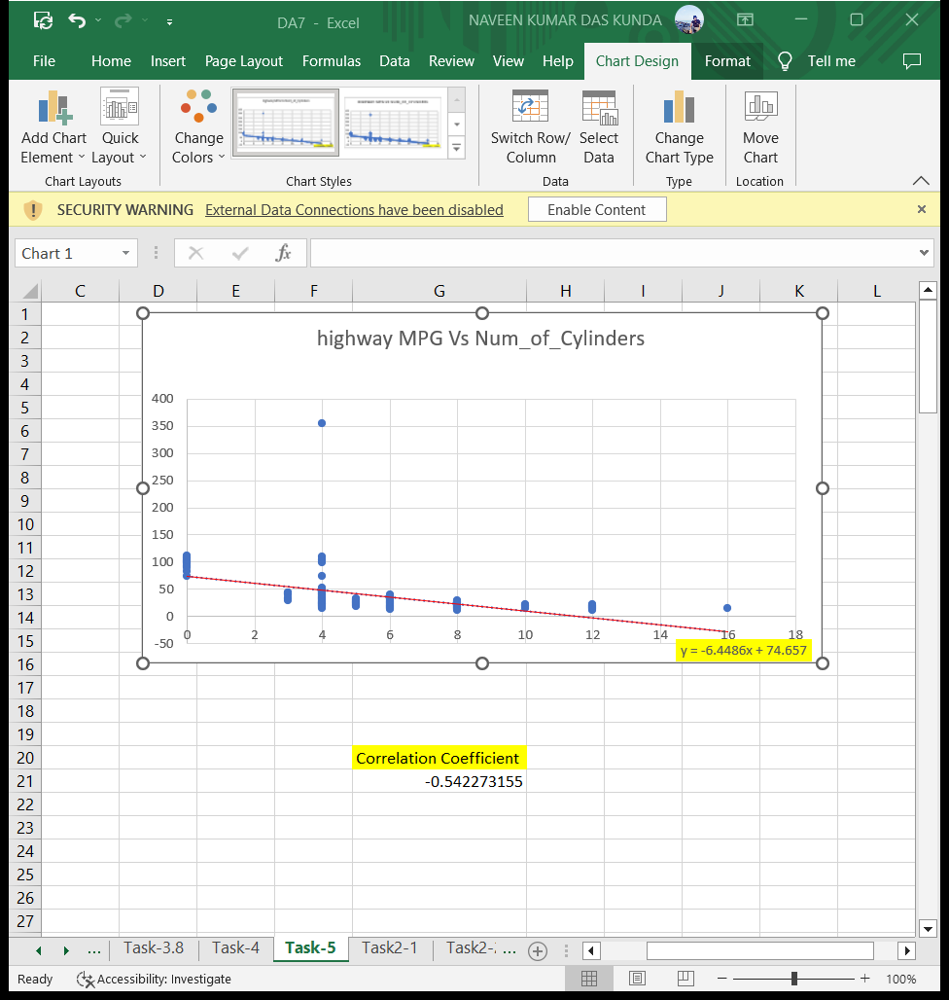 DA7 - Excel
NAVEEN KUMAR DAS KUNDA
File Home Insert Page Layout Formulas Data Review View Help Chart Design Format Tell me
Add Chart Element
Quick Layout
Change Colors
Switch Row/ Column
Select Data
Change Chart Type
Move Chart
Chart Layouts
Chart Styles
Data
Type
Location
SECURITY WARNING External Data Connections have been disabled Enable Content
Chart 1
fx
C D E F G H I J K L
1
2
3
4
5
6
7
8
9
10
11
12
13
14
15
16
17
18
19
20
21
22
23
24
25
26
27
highway MPG Vs Num_of_Cylinders
400
350
300
250
200
150
100
50
0
-50
0 2 4 6 8 10 12 14 16 18
y = -6.4486x + 74.657
Correlation Coefficient
-0.542273155
... Task-3.8 Task-4 Task-5 Task2-1 Task2- ...
Ready Accessibility: Investigate 100%